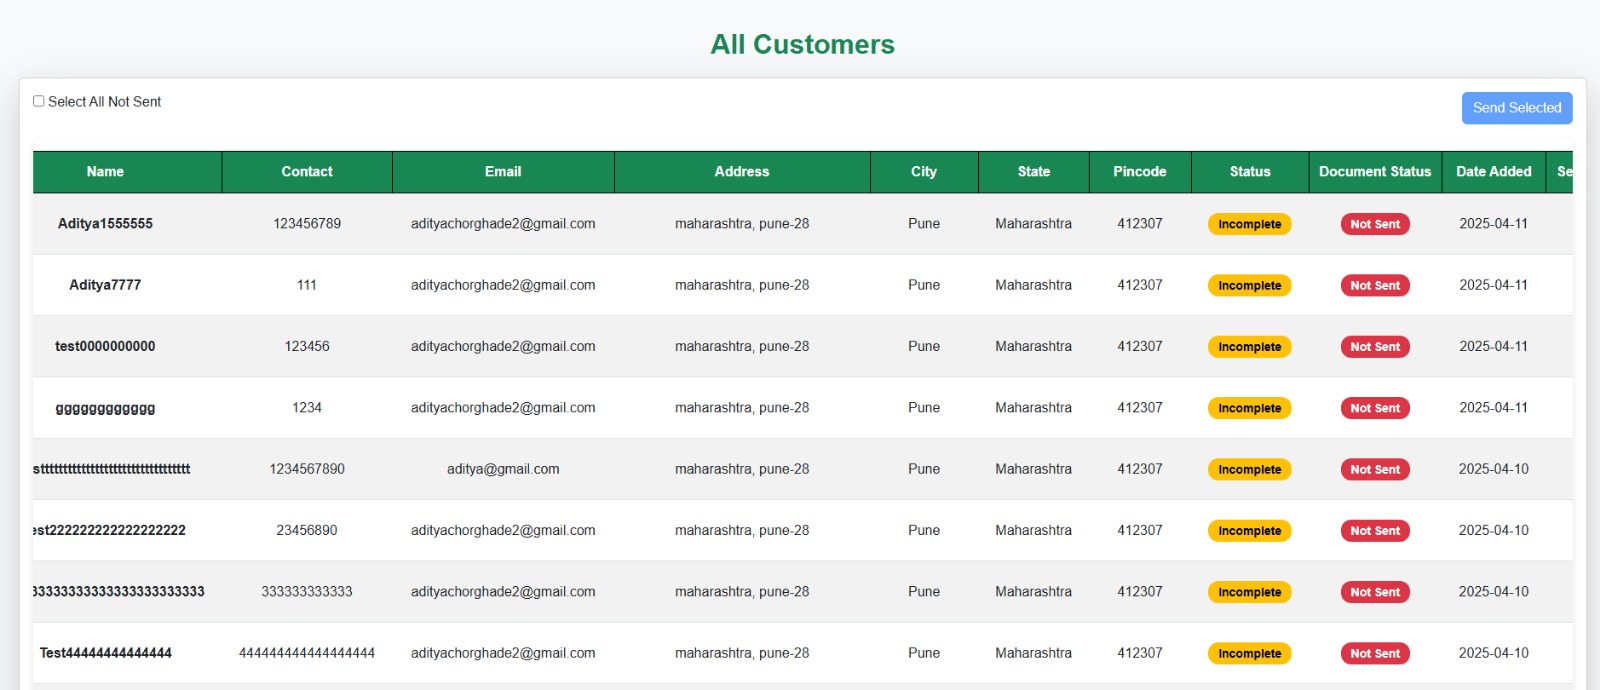 All Customers
Select All Not Sent
Send Selected
Name Contact Email Address City State Pincode Status Document Status Date Added Se
Aditya1555555 123456789 adityachorghade2@gmail.com maharashtra, pune-28 Pune Maharashtra 412307 Incomplete Not Sent 2025-04-11
Aditya7777 111 adityachorghade2@gmail.com maharashtra, pune-28 Pune Maharashtra 412307 Incomplete Not Sent 2025-04-11
test0000000000 123456 adityachorghade2@gmail.com maharashtra, pune-28 Pune Maharashtra 412307 Incomplete Not Sent 2025-04-11
gggggggggggg 1234 adityachorghade2@gmail.com maharashtra, pune-28 Pune Maharashtra 412307 Incomplete Not Sent 2025-04-11
1234567890 aditya@gmail.com maharashtra, pune-28 Pune Maharashtra 412307 Incomplete Not Sent 2025-04-10
23456890 adityachorghade2@gmail.com maharashtra, pune-28 Pune Maharashtra 412307 Incomplete Not Sent 2025-04-10
333333333333 adityachorghade2@gmail.com maharashtra, pune-28 Pune Maharashtra 412307 Incomplete Not Sent 2025-04-10
Test44444444444444 444444444444444444 adityachorghade2@gmail.com maharashtra, pune-28 Pune Maharashtra 412307 Incomplete Not Sent 2025-04-10